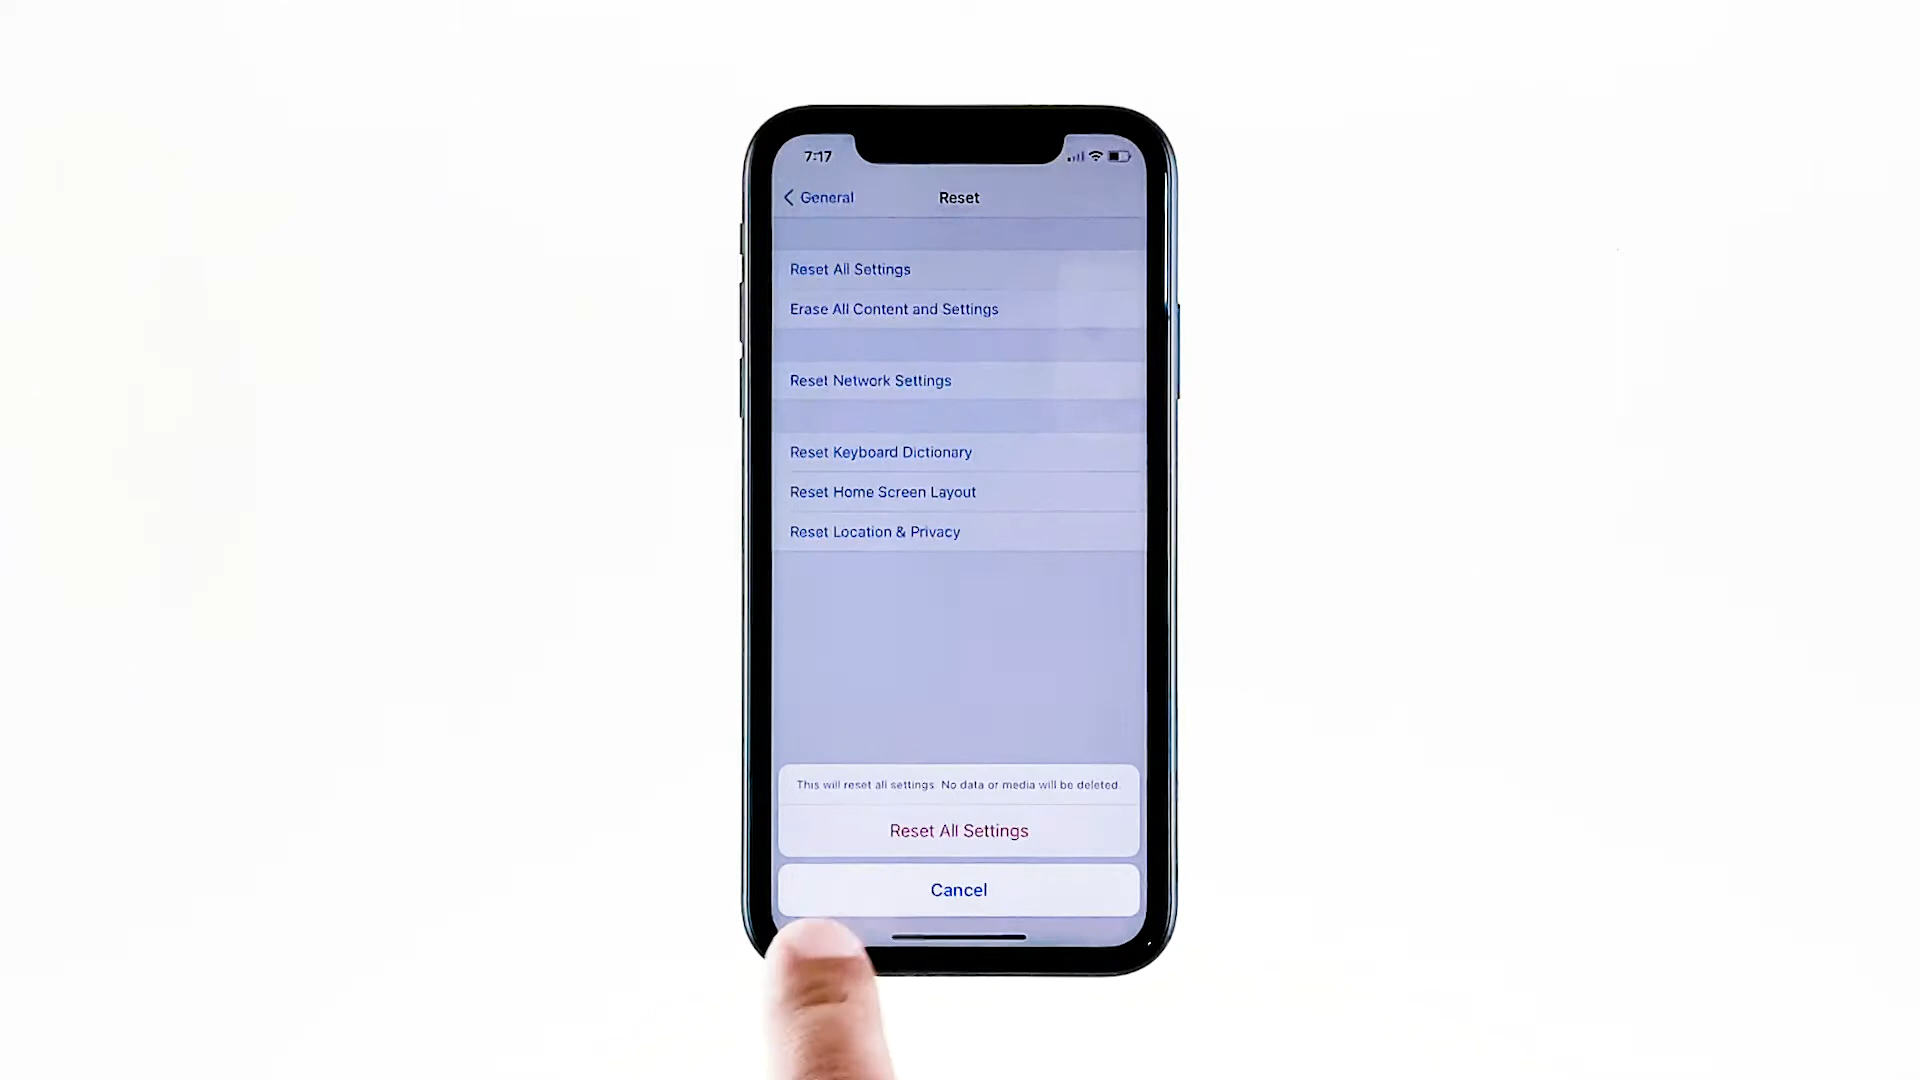 7:17
General
Reset
Reset All Settings
Erase All Content and Settings
Reset Network Settings
Reset Keyboard Dictionary
Reset Home Screen Layout
Reset Location & Privacy
This will reset all settings. No data or media will be deleted.
Reset All Settings
Cancel